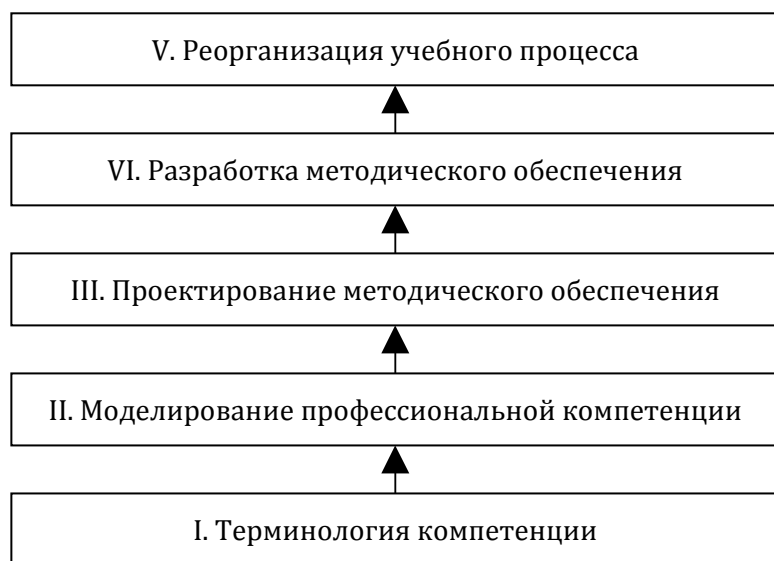 V. Реорганизация учебного процесса
VI. Разработка методического обеспечения
III. Проектирование методического обеспечения
II. Моделирование профессиональной компетенции
I. Терминология компетенции